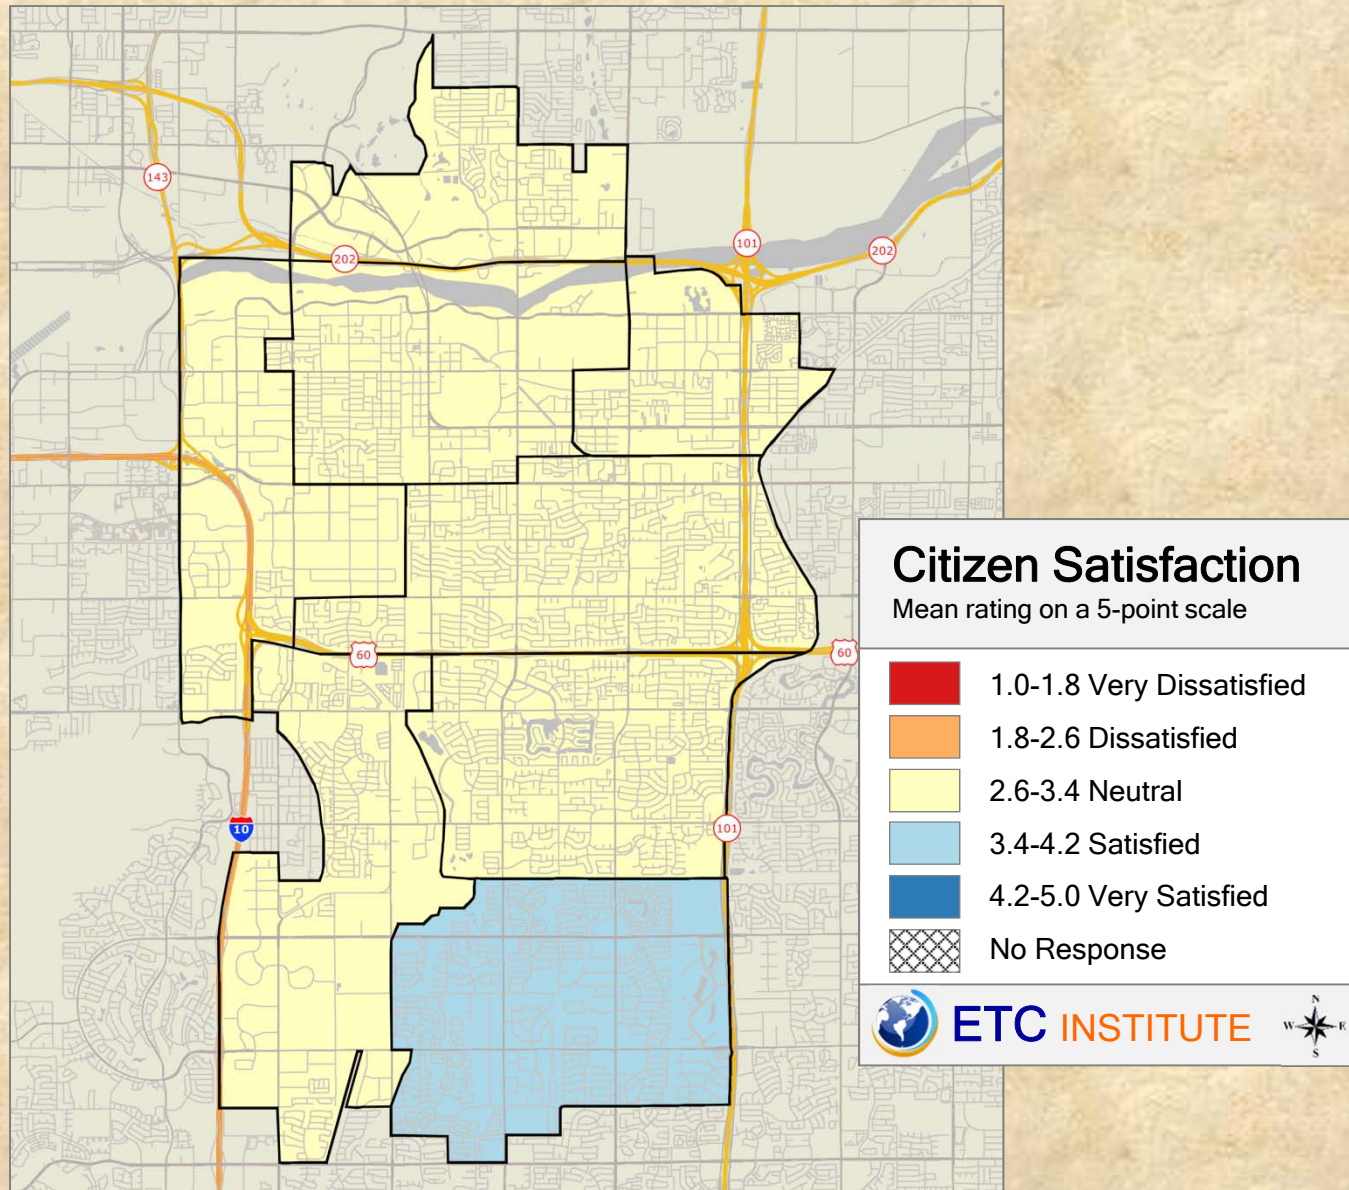 143
202
101
202
60
60
10
101
Citizen Satisfaction
Mean rating on a 5-point scale
1.0-1.8 Very Dissatisfied
1.8-2.6 Dissatisfied
2.6-3.4 Neutral
3.4-4.2 Satisfied
4.2-5.0 Very Satisfied
No Response
ETC INSTITUTE
N
W E
S